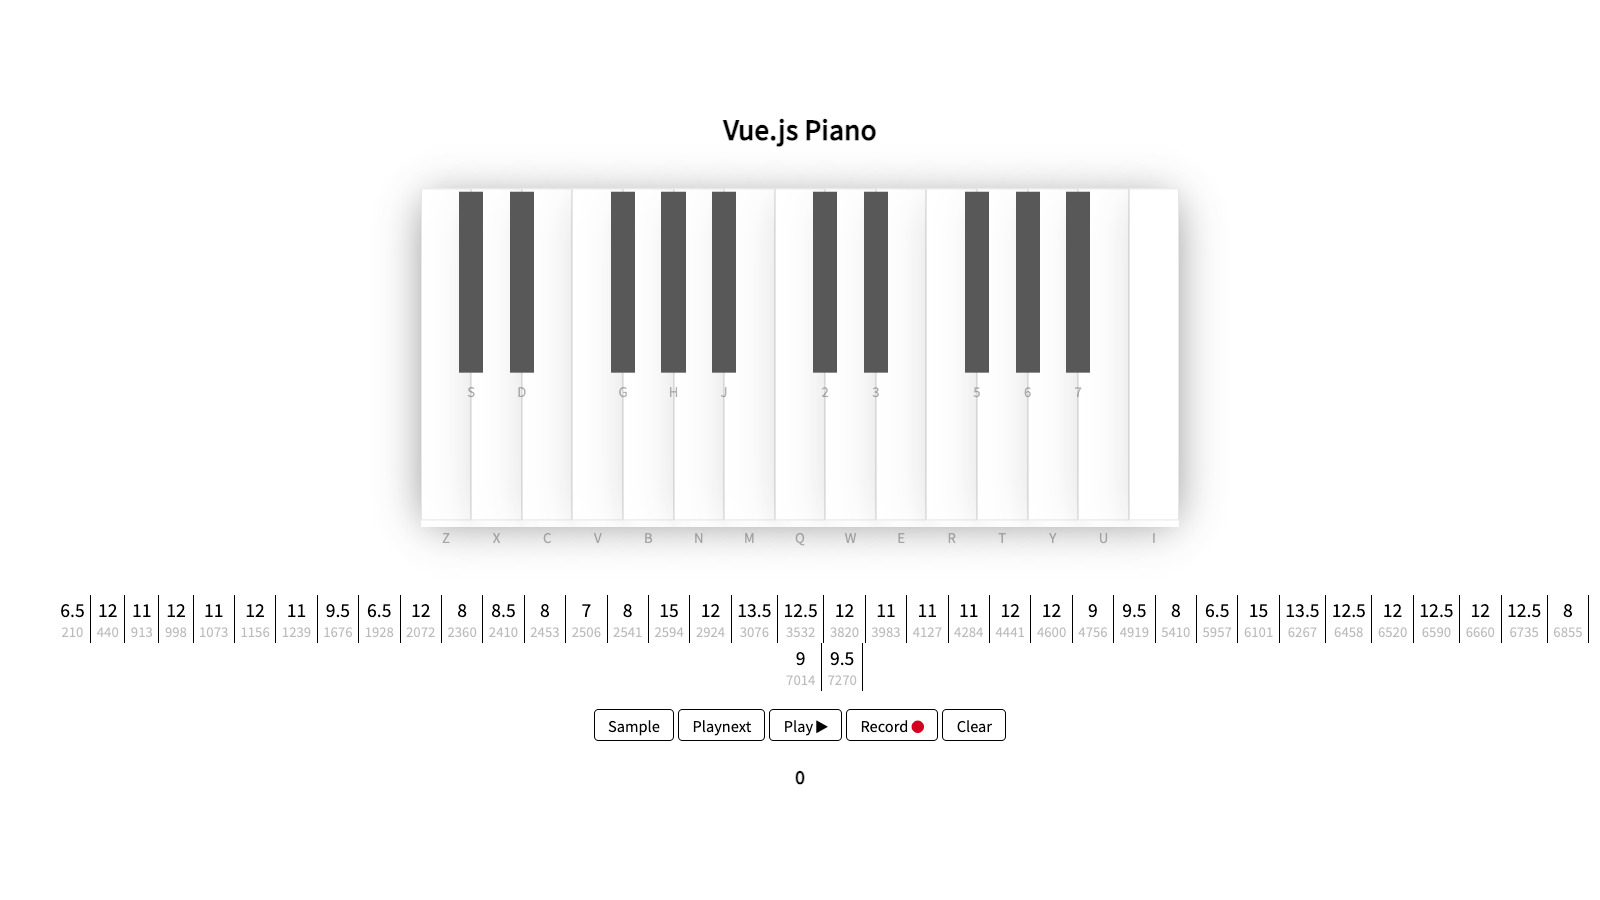 Vue.js Piano
S D G H J 2 3 5 6 7
Z X C V B N M Q W E R T Y U I
6.5 12 11 12 11 12 11 9.5 6.5 12 8 8.5 8 7 8 15 12 13.5 12.5 12 11 11 11 12 12 9 9.5 8 6.5 15 13.5 12.5 12 12.5 12 12.5 8
210 440 913 998 1073 1156 1239 1676 1928 2072 2360 2410 2453 2506 2541 2594 2924 3076 3532 3820 3983 4127 4284 4441 4600 4756 4919 5410 5957 6101 6267 6458 6520 6590 6660 6735 6855
9 9.5
7014 7270
Sample Playnext Play Record Clear
0